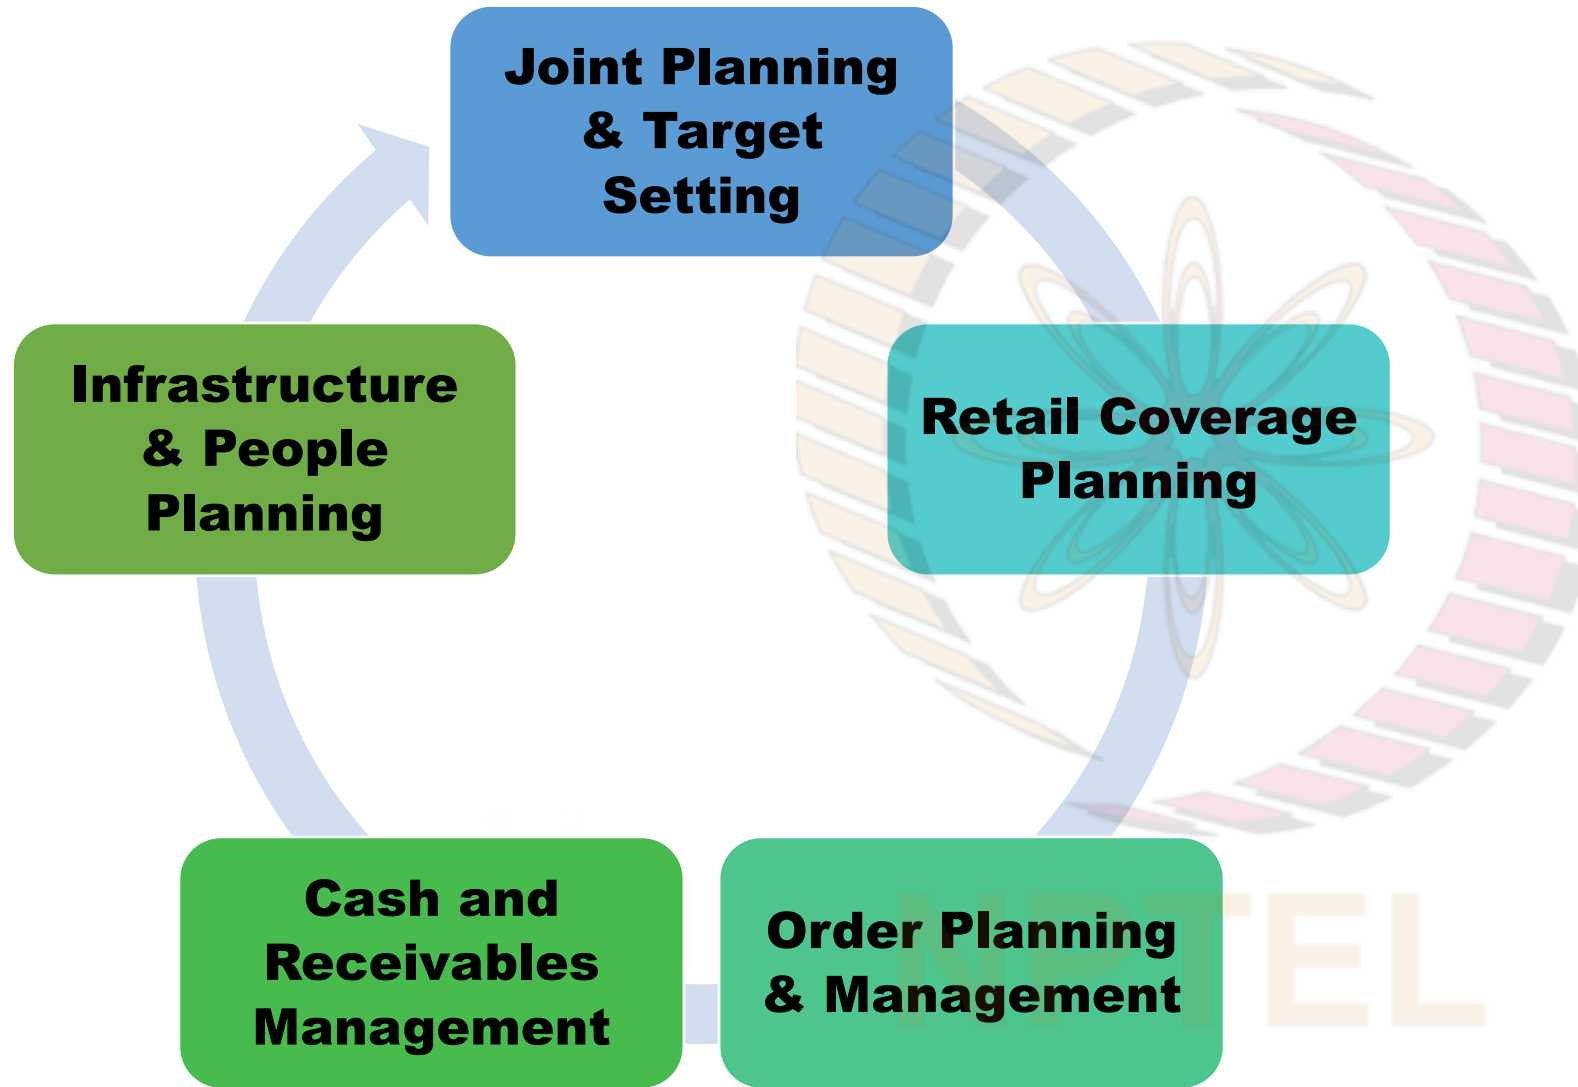 Joint Planning
& Target
Setting
Retail Coverage
Planning
Order Planning
& Management
Cash and
Receivables
Management
Infrastructure
& People
Planning
NPTEL